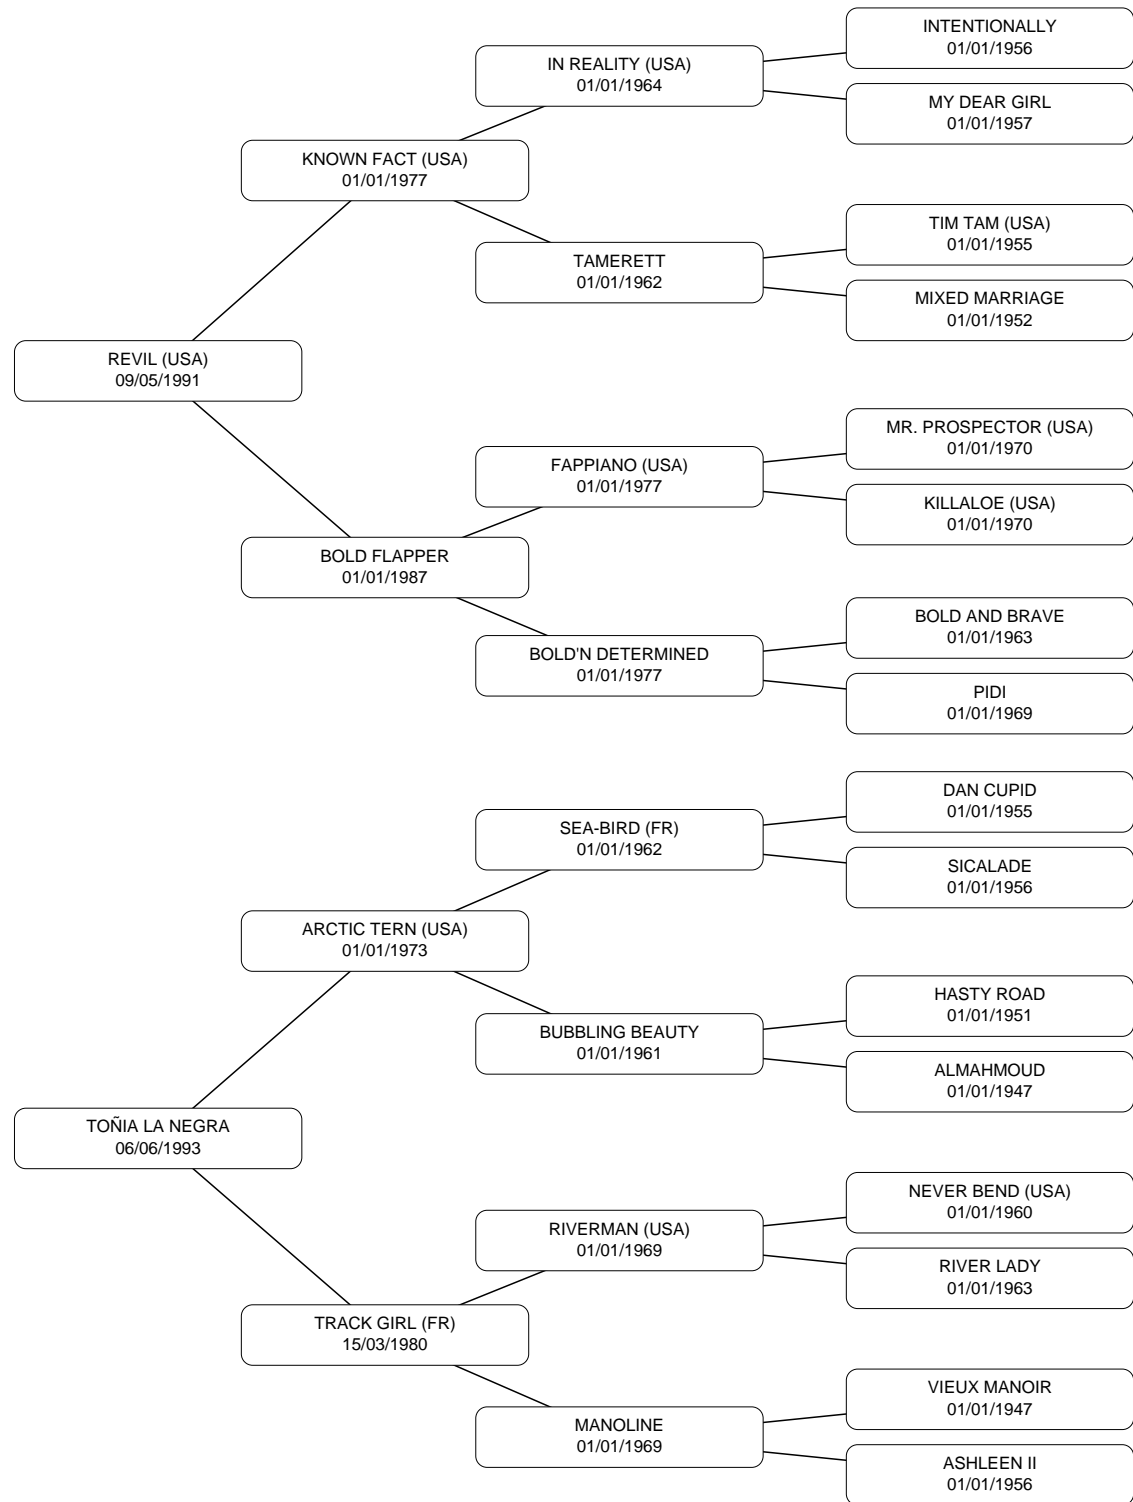 INTENTIONALLY
01/01/1956
IN REALITY (USA)
01/01/1964
MY DEAR GIRL
01/01/1957
KNOWN FACT (USA)
01/01/1977
TIM TAM (USA)
01/01/1955
TAMERETT
01/01/1962
MIXED MARRIAGE
01/01/1952
REVIL (USA)
09/05/1991
MR. PROSPECTOR (USA)
01/01/1970
FAPPIANO (USA)
01/01/1977
KILLALOE (USA)
01/01/1970
BOLD FLAPPER
01/01/1987
BOLD AND BRAVE
01/01/1963
BOLD'N DETERMINED
01/01/1977
PIDI
01/01/1969
DAN CUPID
01/01/1955
SEA-BIRD (FR)
01/01/1962
SICALADE
01/01/1956
ARCTIC TERN (USA)
01/01/1973
HASTY ROAD
01/01/1951
BUBBLING BEAUTY
01/01/1961
ALMAHMOUD
01/01/1947
TOÑIA LA NEGRA
06/06/1993
NEVER BEND (USA)
01/01/1960
RIVERMAN (USA)
01/01/1969
RIVER LADY
01/01/1963
TRACK GIRL (FR)
15/03/1980
VIEUX MANOIR
01/01/1947
MANOLINE
01/01/1969
ASHLEEN II
01/01/1956